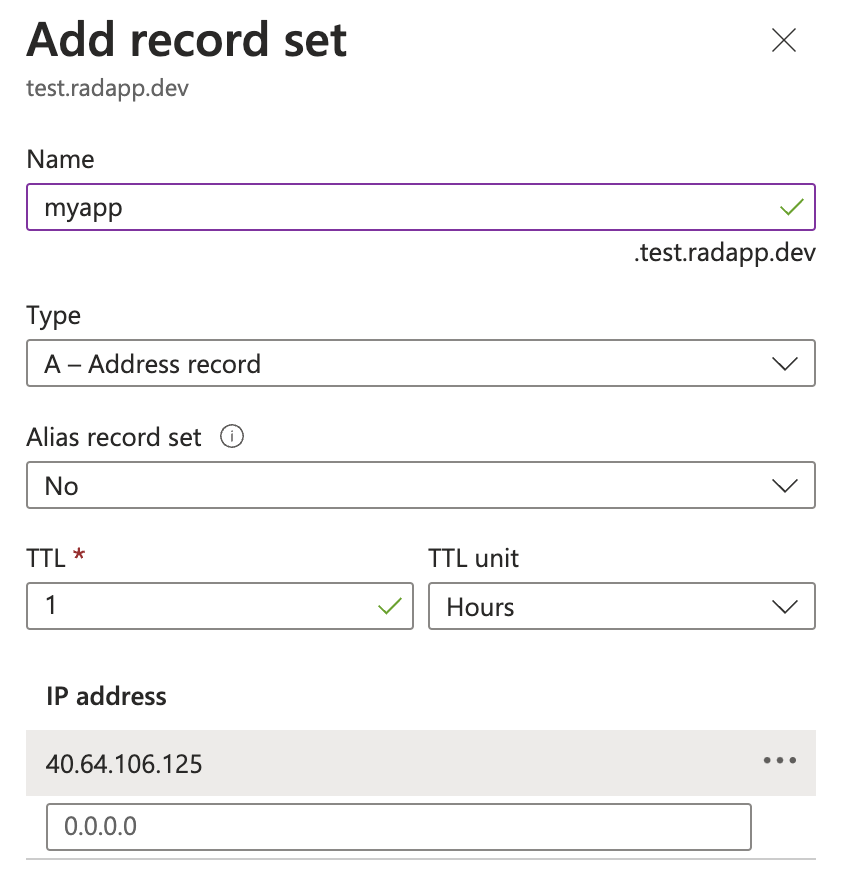 Add record set
test.radapp.dev
Name
myapp
.test.radapp.dev
Type
A – Address record
Alias record set
No
TTL * TTL unit
1 Hours
IP address
40.64.106.125
0.0.0.0